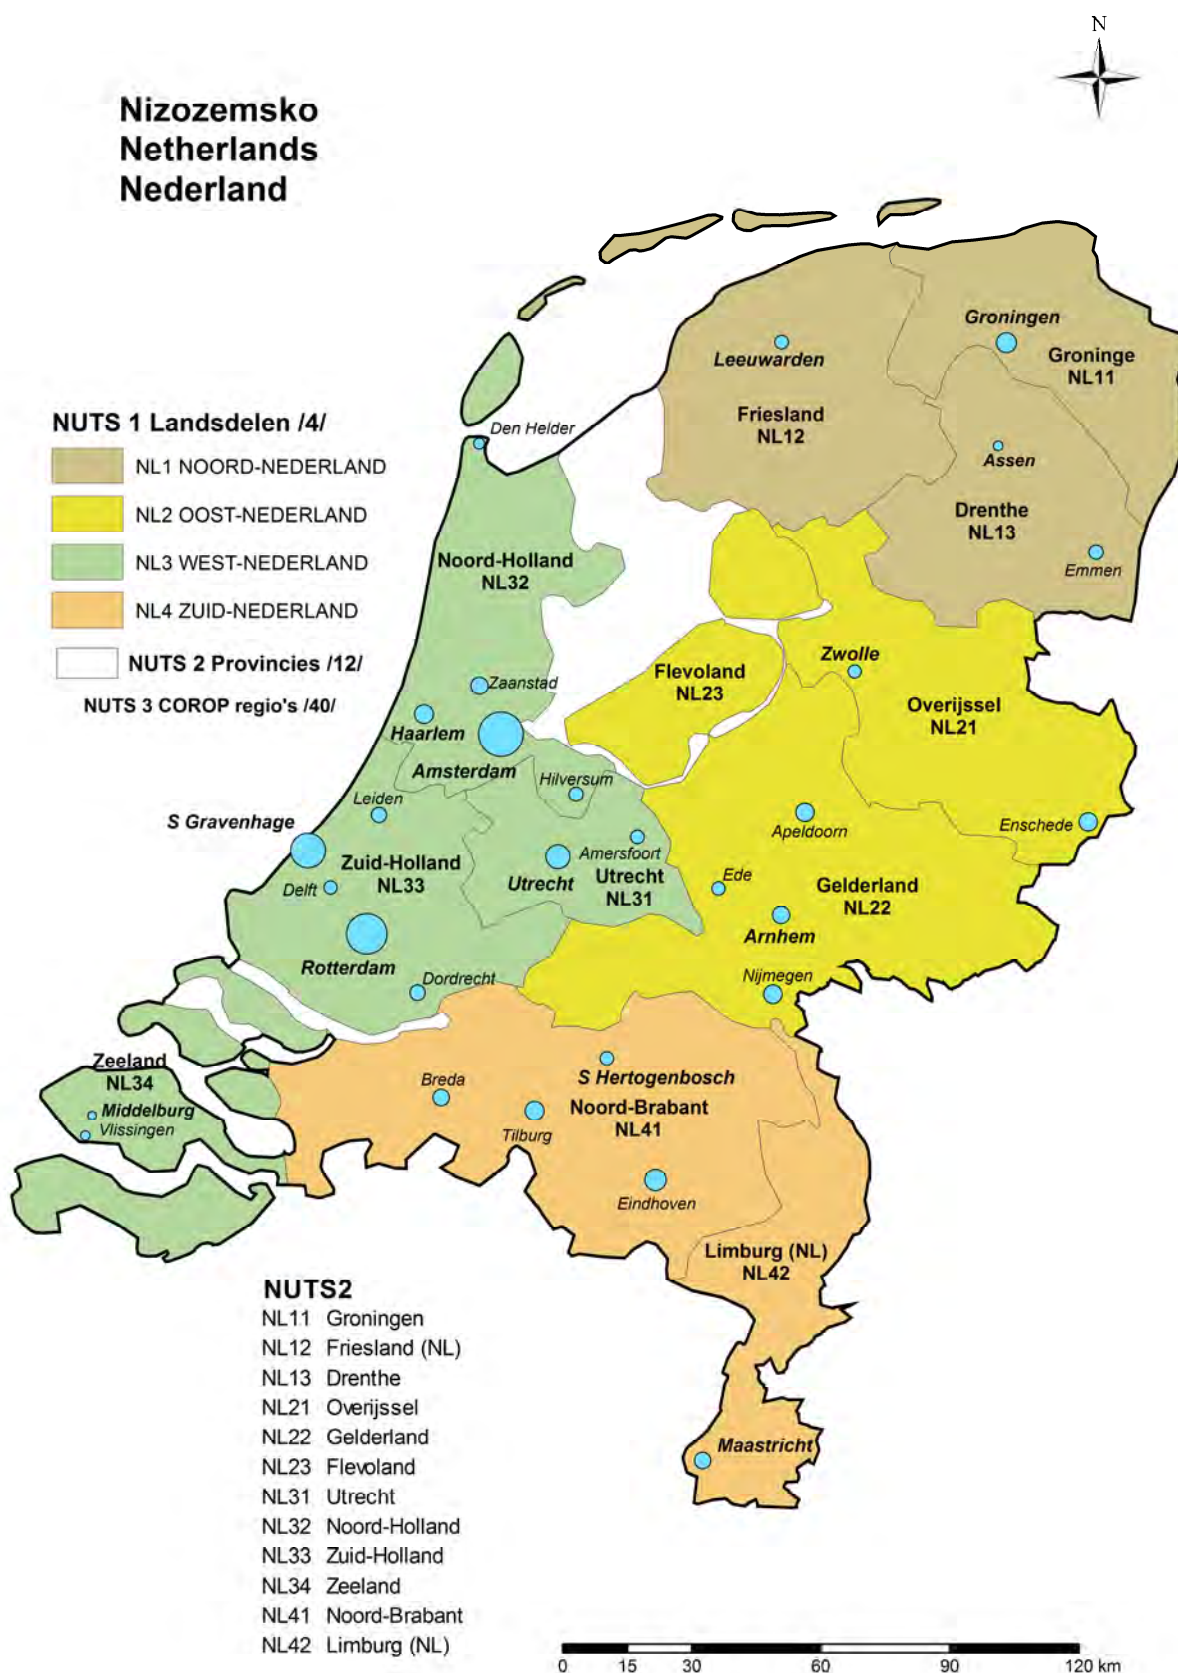 N
Nizozemsko
Netherlands
Nederland
Groningen
Groninge
NL11
Leeuwarden
Friesland
NL12
Assen
Drenthe
NL13
Emmen
NUTS 1 Landsdelen /4/
NL1 NOORD-NEDERLAND
NL2 OOST-NEDERLAND
NL3 WEST-NEDERLAND
NL4 ZUID-NEDERLAND
NUTS 2 Provincies /12/
NUTS 3 COROP regio's /40/
Den Helder
Noord-Holland
NL32
Zaanstad
Haarlem
Amsterdam
Hilversum
Flevoland
NL23
Zwolle
Overijssel
NL21
Leiden
S Gravenhage
Zuid-Holland
NL33
Delft
Utrecht
Amersfoort
Utrecht
NL31
Apeldoorn
Enschede
Ede
Gelderland
NL22
Arnhem
Rotterdam
Dordrecht
Nijmegen
Zeeland
NL34
Middelburg
Vlissingen
Breda
S Hertogenbosch
Noord-Brabant
NL41
Tilburg
Eindhoven
Limburg (NL)
NL42
Maastricht
NUTS2
NL11 Groningen
NL12 Friesland (NL)
NL13 Drenthe
NL21 Overijssel
NL22 Gelderland
NL23 Flevoland
NL31 Utrecht
NL32 Noord-Holland
NL33 Zuid-Holland
NL34 Zeeland
NL41 Noord-Brabant
NL42 Limburg (NL)
0 15 30 60 90 120 km